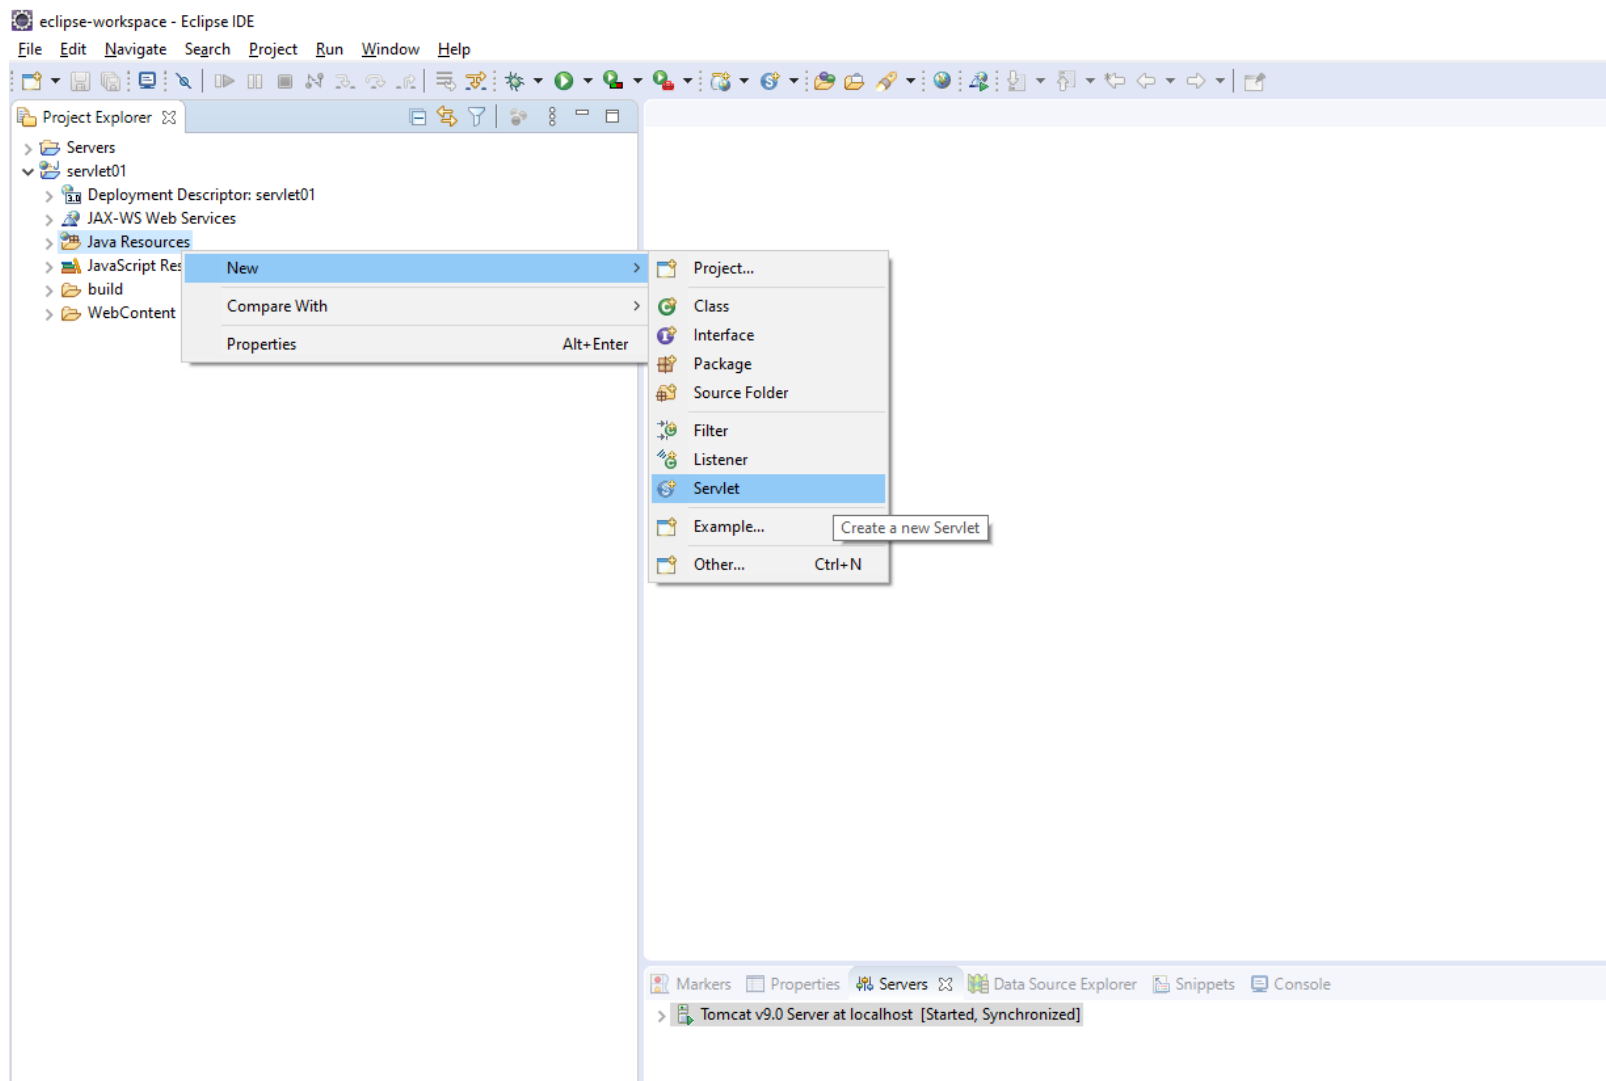 eclipse-workspace - Eclipse IDE
File Edit Navigate Search Project Run Window Help
Project Explorer
Servers
servlet01
3.0 Deployment Descriptor: servlet01
JAX-WS Web Services
Java Resources
JavaScript Res
build
WebContent
New
Compare With
Properties Alt+Enter
Project...
Class
Interface
Package
Source Folder
Filter
Listener
Servlet
Example...
Create a new Servlet
Other... Ctrl+N
Markers Properties Servers Data Source Explorer Snippets Console
Tomcat v9.0 Server at localhost [Started, Synchronized]